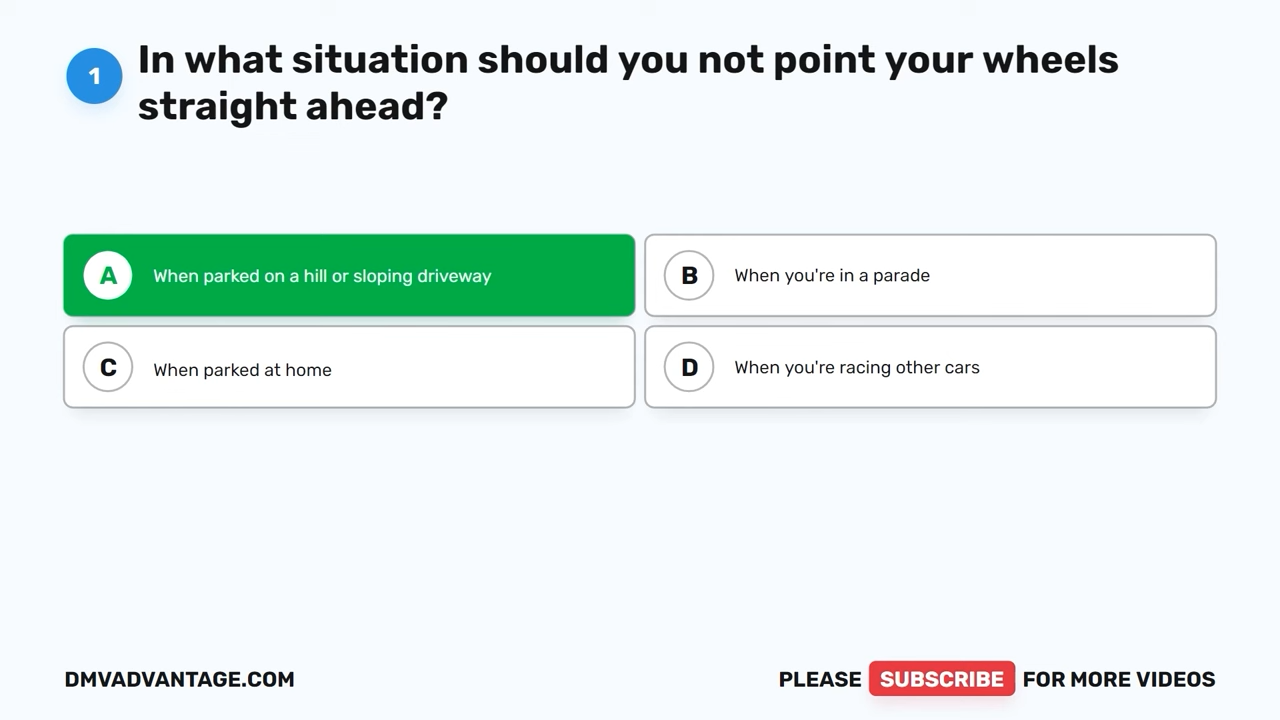 1
In what situation should you not point your wheels
straight ahead?
A When parked on a hill or sloping driveway
B When you're in a parade
C When parked at home
D When you're racing other cars
DMVADVANTAGE.COM
PLEASE SUBSCRIBE FOR MORE VIDEOS